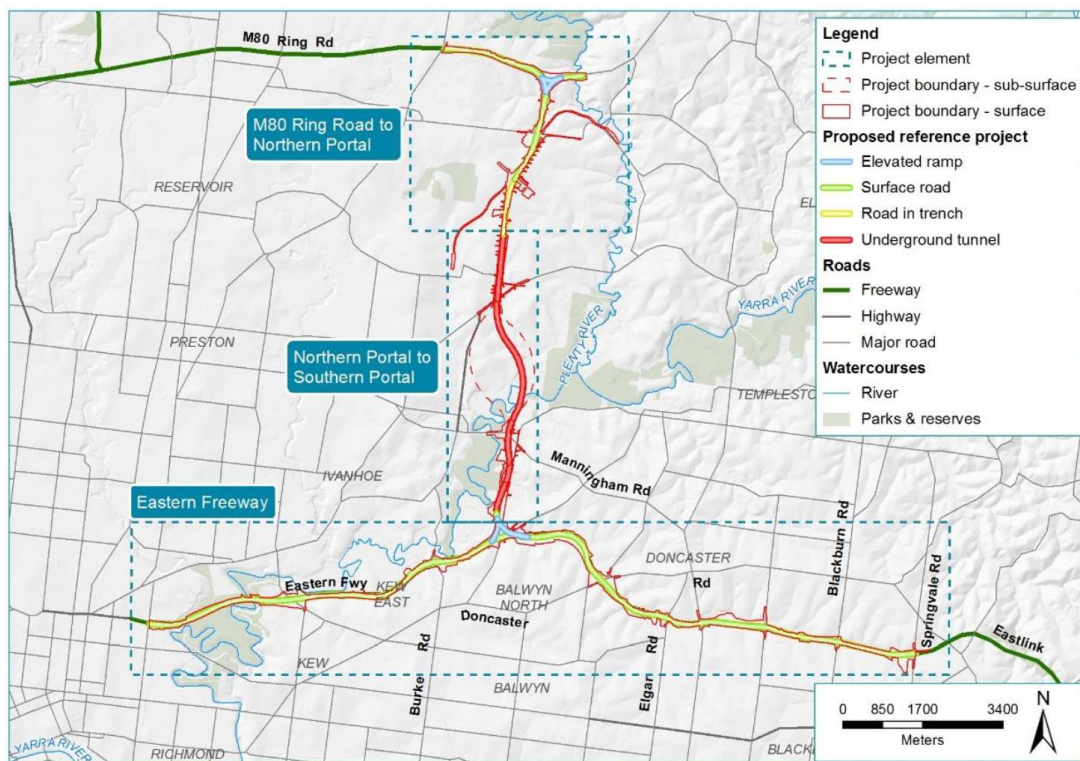 M80 Ring Rd
M80 Ring Road to
Northern Portal
RESERVOIR
PRESTON
Northern Portal to
Southern Portal
PLENTY RIVER
YARRA RIVER
TEMPLESTO
IVANHOE
Manningham Rd
Eastern Freeway
Eastern Fwy
KEW
EAST
BALWYN
NORTH
DONCASTER
Doncaster Rd
Blackburn Rd
Springvale Rd
Eastlink
KEW
Burke Rd
BALWYN
Elgar Rd
RICHMOND
YARRA RIVER
BLACK
EL
Legend
Project element
Project boundary - sub-surface
Project boundary - surface
Proposed reference project
Elevated ramp
Surface road
Road in trench
Underground tunnel
Roads
Freeway
Highway
Major road
Watercourses
River
Parks & reserves
0 850 1700 3400
Meters
N